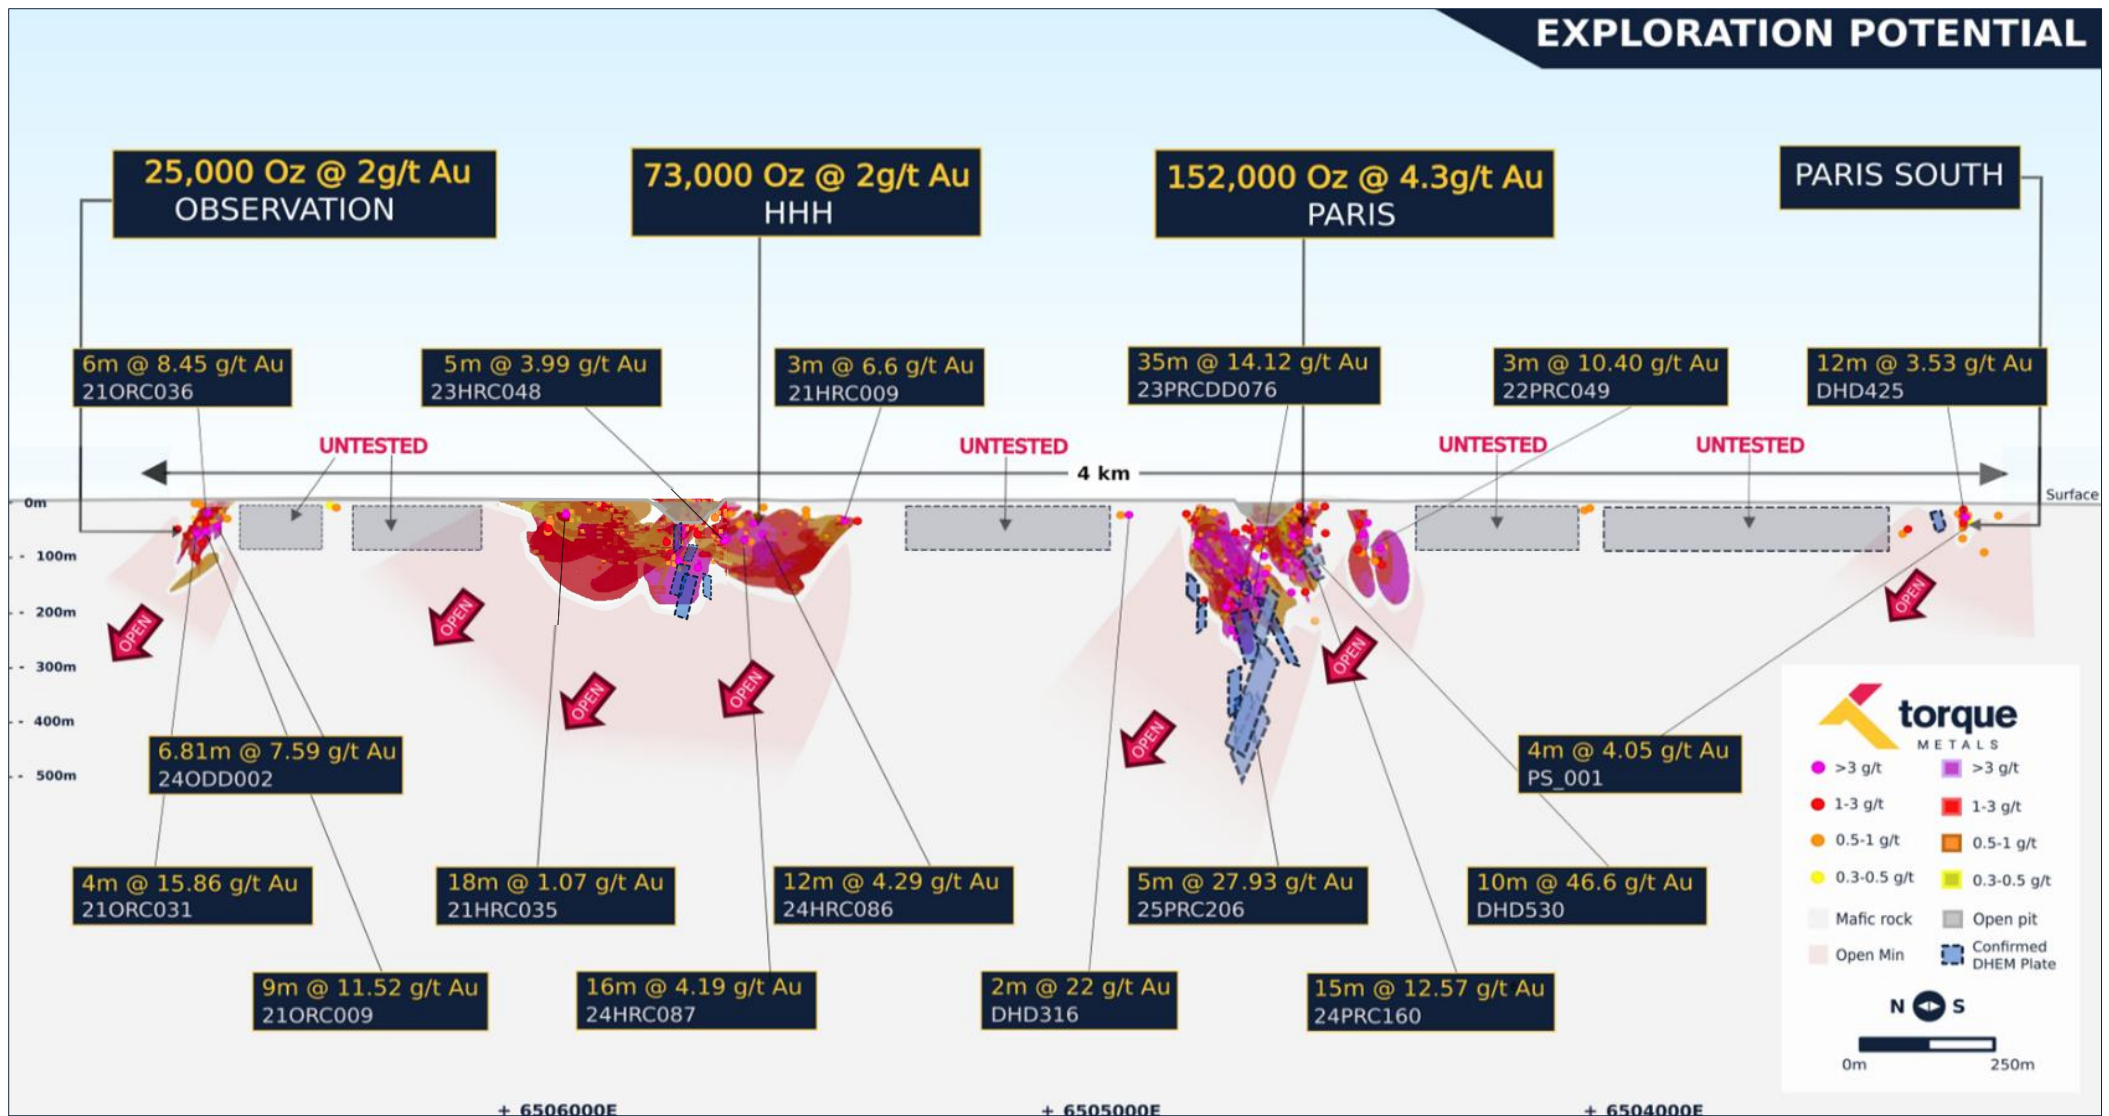 EXPLORATION POTENTIAL
25,000 Oz @ 2g/t Au
OBSERVATION
73,000 Oz @ 2g/t Au
HHH
152,000 Oz @ 4.3g/t Au
PARIS
PARIS SOUTH
6m @ 8.45 g/t Au
21ORC036
5m @ 3.99 g/t Au
23HRC048
3m @ 6.6 g/t Au
21HRC009
35m @ 14.12 g/t Au
23PRCDD076
3m @ 10.40 g/t Au
22PRC049
12m @ 3.53 g/t Au
DHD425
UNTESTED
UNTESTED
UNTESTED
UNTESTED
4 km
Surface
0m
- 100m
- 200m
- 300m
- 400m
- 500m
OPEN
OPEN
OPEN
OPEN
OPEN
OPEN
OPEN
6.81m @ 7.59 g/t Au
24ODD002
4m @ 4.05 g/t Au
PS_001
4m @ 15.86 g/t Au
21ORC031
18m @ 1.07 g/t Au
21HRC035
12m @ 4.29 g/t Au
24HRC086
5m @ 27.93 g/t Au
25PRC206
10m @ 46.6 g/t Au
DHD530
9m @ 11.52 g/t Au
21ORC009
16m @ 4.19 g/t Au
24HRC087
2m @ 22 g/t Au
DHD316
15m @ 12.57 g/t Au
24PRC160
torque
METALS
>3 g/t
>3 g/t
1-3 g/t
1-3 g/t
0.5-1 g/t
0.5-1 g/t
0.3-0.5 g/t
0.3-0.5 g/t
Mafic rock
Open pit
Open Min
Confirmed
DHEM Plate
N S
0m 250m
+ 6506000E
+ 6505000E
+ 6504000E